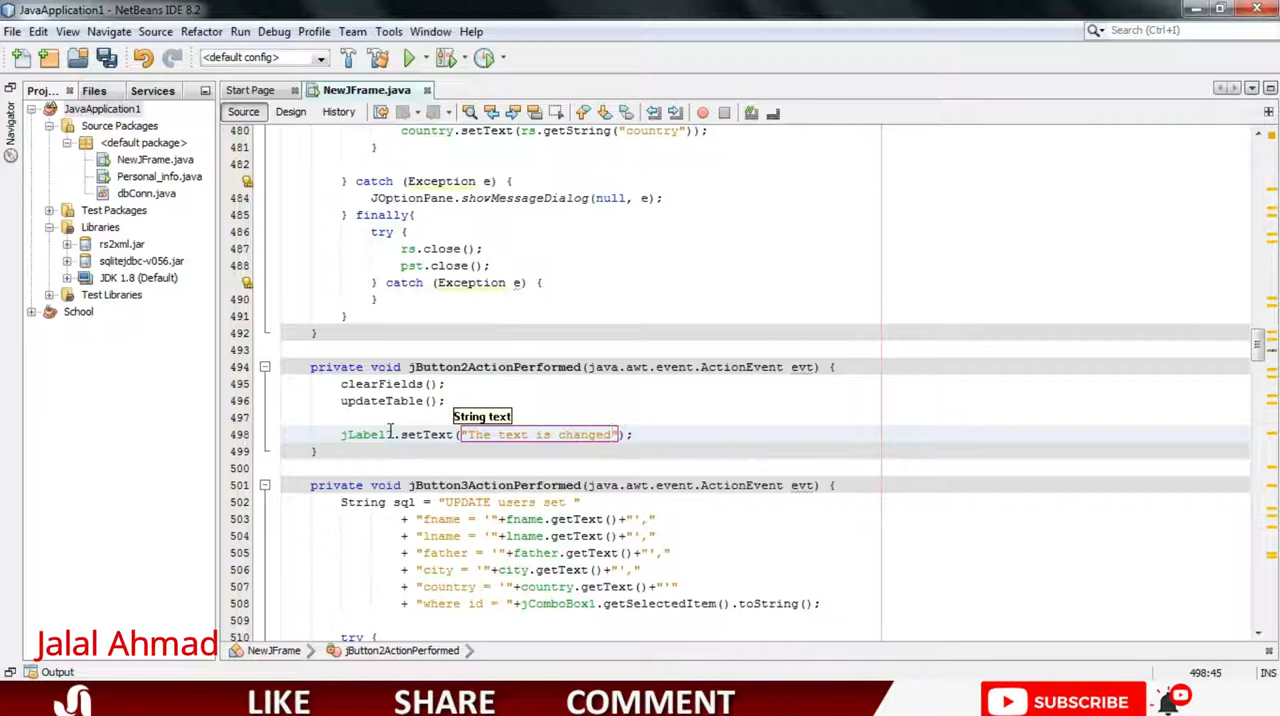 JavaApplication1 - NetBeans IDE 8.2
File Edit View Navigate Source Refactor Run Debug Profile Team Tools Window Help
Search (Ctrl+I)
<default config>
Proj... Files Services
Start Page NewJFrame.java
Source Design History
Navigator
JavaApplication1
Source Packages
<default package>
NewJFrame.java
Personal_info.java
dbConn.java
Test Packages
Libraries
rs2xml.jar
sqlitejdbc-v056.jar
JDK 1.8 (Default)
Test Libraries
School
480 country.setText(rs.getString("country"));
481 }
482
} catch (Exception e) {
484 JOptionPane.showMessageDialog(null, e);
485 } finally{
486 try {
487 rs.close();
488 pst.close();
} catch (Exception e) {
490 }
491 }
492 }
493
494 private void jButton2ActionPerformed(java.awt.event.ActionEvent evt) {
495 clearFields();
496 updateTable();
497 String text
498 .setText("The text is changed");
499 }
500
501 private void jButton3ActionPerformed(java.awt.event.ActionEvent evt) {
502 String sql = "UPDATE users set "
503 + "fname = '"+fname.getText()+"',"
504 + "lname = '"+lname.getText()+"',"
505 + "father = '"+father.getText()+"',"
506 + "city = '"+city.getText()+"',"
507 + "country = '"+country.getText()+"'"
508 + "where id = "+jComboBox1.getSelectedItem().toString();
509
510 try {
NewJFrame jButton2ActionPerformed
Output
498:45 INS
Jalal Ahmad
LIKE SHARE COMMENT SUBSCRIBE